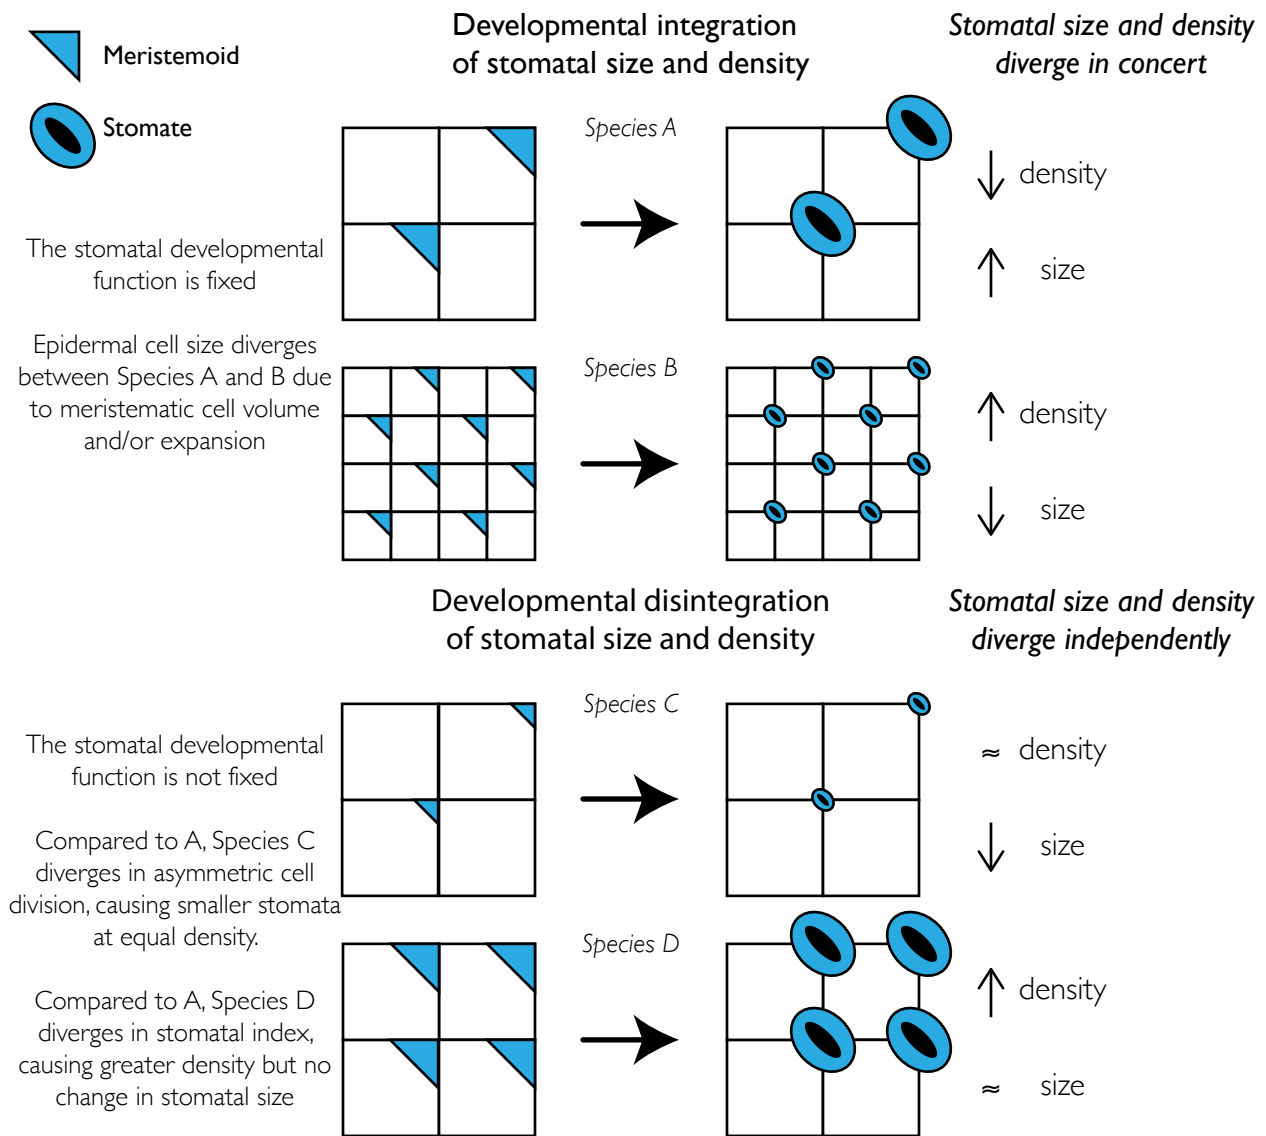 Meristemoid
Stomate
Developmental integration
of stomatal size and density
Stomatal size and density
diverge in concert
The stomatal developmental
function is fixed
Epidermal cell size diverges
between Species A and B due
to meristematic cell volume
and/or expansion
Species A
↓ density
↑ size
Species B
↑ density
↓ size
Developmental disintegration
of stomatal size and density
Stomatal size and density
diverge independently
The stomatal developmental
function is not fixed
Compared to A, Species C
diverges in asymmetric cell
division, causing smaller stomata
at equal density.
Compared to A, Species D
diverges in stomatal index,
causing greater density but no
change in stomatal size
Species C
≈ density
↓ size
Species D
↑ density
≈ size